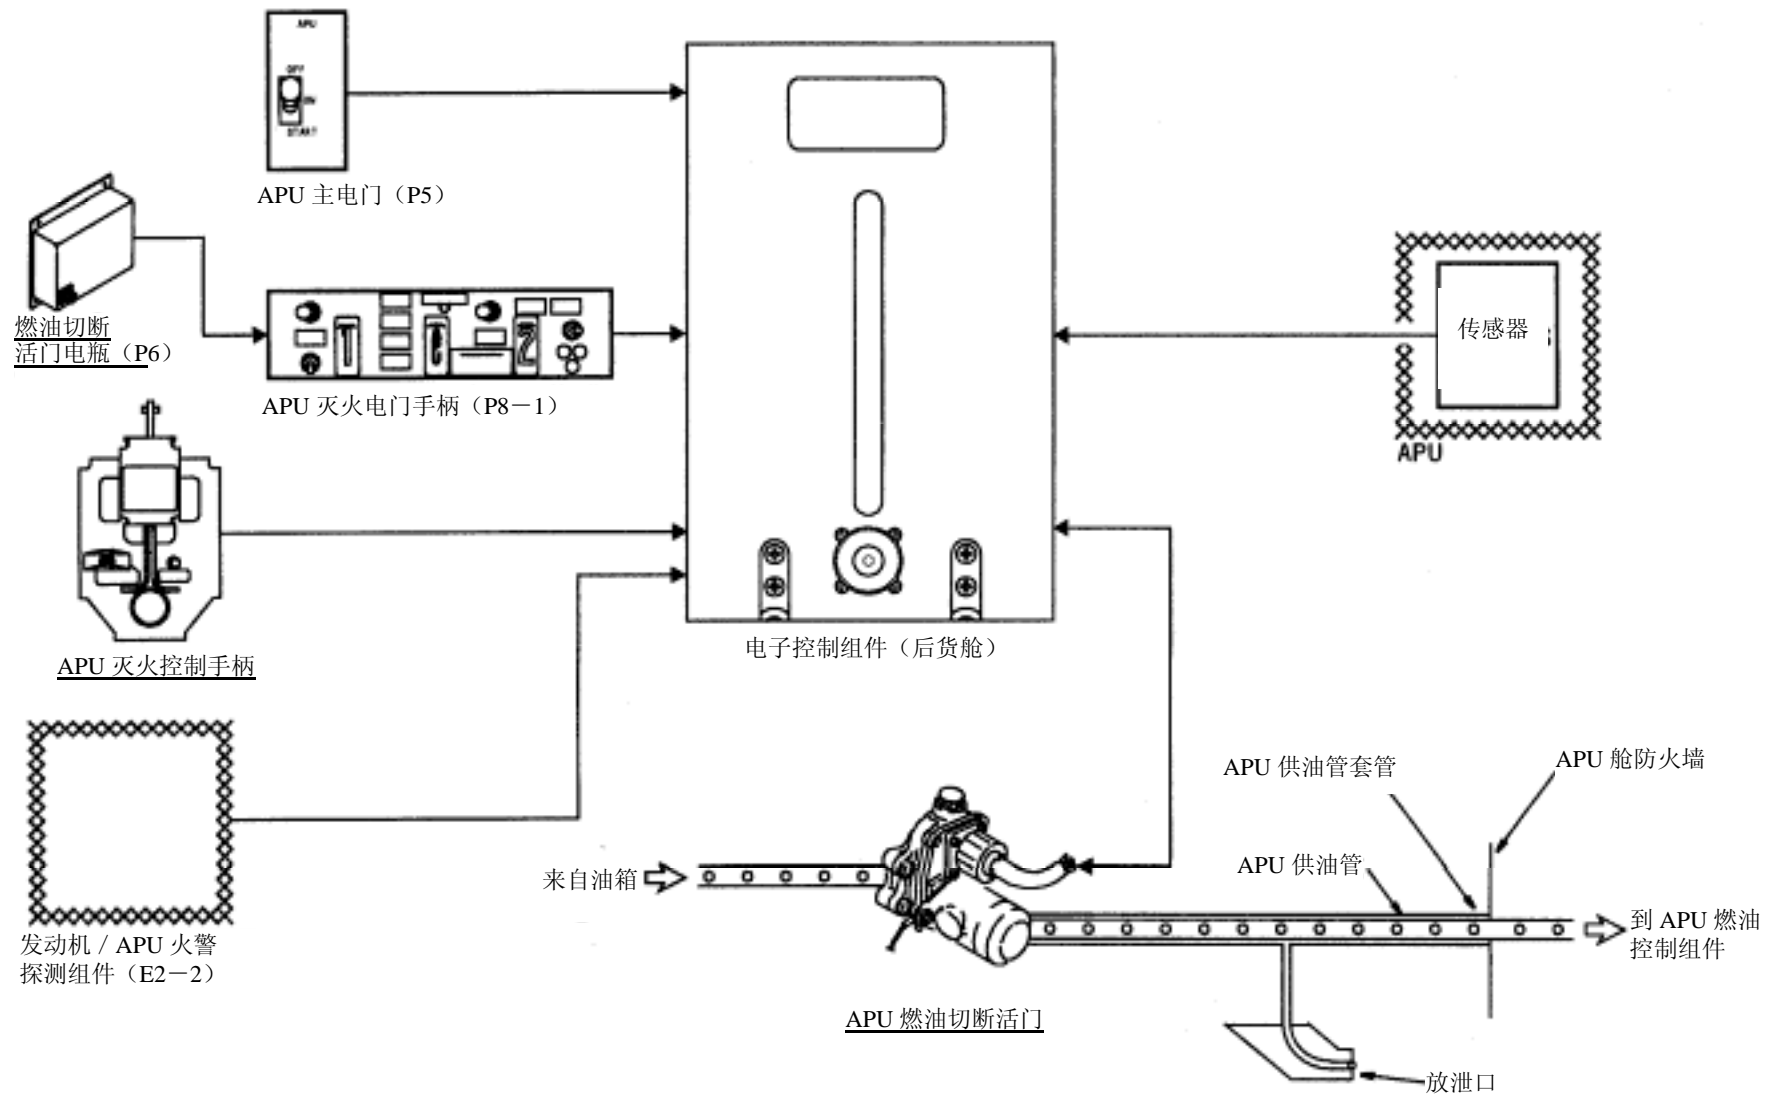 APU
OFF
ON
START
APU 主电门（P5）
燃油切断
活门电瓶（P6）
APU 灭火电门手柄（P8－1）
APU 灭火控制手柄
发动机 / APU 火警
探测组件（E2－2）
电子控制组件（后货舱）
传感器
APU
来自油箱
APU 燃油切断活门
APU 供油管套管
APU 舱防火墙
APU 供油管
到 APU 燃油
控制组件
放泄口